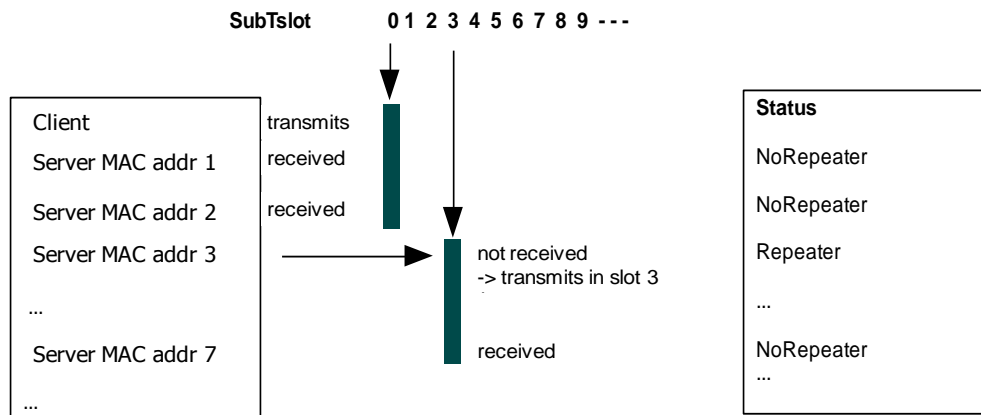 SubTslot 0 1 2 3 4 5 6 7 8 9 - - -
Client transmits
Server MAC addr 1 received
Server MAC addr 2 received
Server MAC addr 3 not received
-> transmits in slot 3
...
Server MAC addr 7 received
...
Status
NoRepeater
NoRepeater
Repeater
...
NoRepeater
...